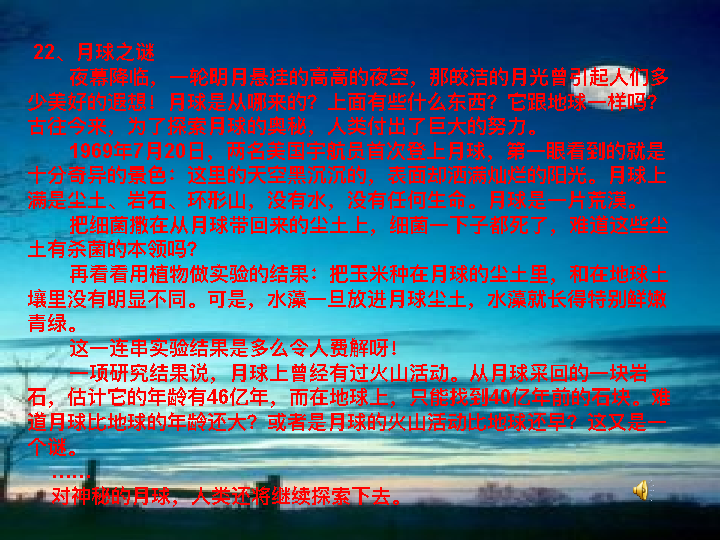 22、月球之谜
夜幕降临，一轮明月悬挂的高高的夜空，那皎洁的月光曾引起人们多
少美好的遐想！月球是从哪来的？上面有些什么东西？它跟地球一样吗？
古往今来，为了探索月球的奥秘，人类付出了巨大的努力。
1969年7月20日，两名美国宇航员首次登上月球，第一眼看到的就是
十分奇异的景色：这里的天空黑沉沉的，表面却洒满灿烂的阳光。月球上
满是尘土、岩石、环形山，没有水，没有任何生命。月球是一片荒漠。
把细菌撒在从月球带回来的尘土上，细菌一下子都死了，难道这些尘
土有杀菌的本领吗？
再看看用植物做实验的结果：把玉米种在月球的尘土里，和在地球土
壤里没有明显不同。可是，水藻一旦放进月球尘土，水藻就长得特别鲜嫩
青绿。
这一连串实验结果是多么令人费解呀！
一项研究结果说，月球上曾经有过火山活动。从月球采回的一块岩
石，估计它的年龄有46亿年，而在地球上，只能找到40亿年前的石块。难
道月球比地球的年龄还大？或者是月球的火山活动比地球还早？这又是一
个谜。
……
对神秘的月球，人类还将继续探索下去。